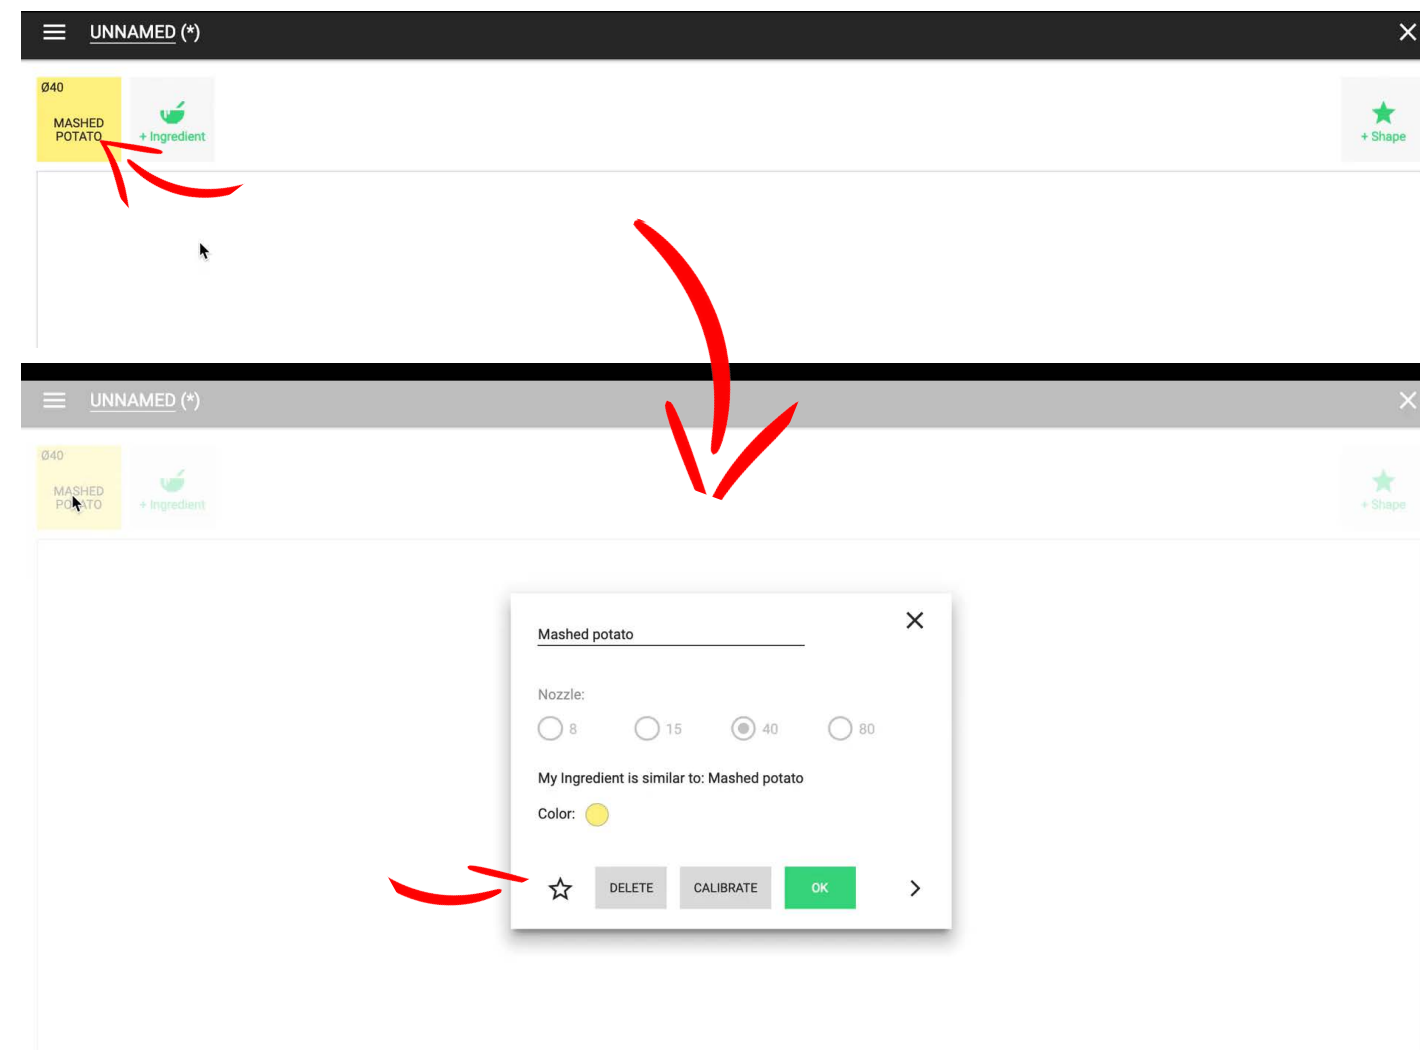 UNNAMED (*)
Ø40
MASHED
POTATO
+ Ingredient
+ Shape
UNNAMED (*)
Ø40
MASHED
POTATO
+ Ingredient
+ Shape
Mashed potato
Nozzle:
8 15 40 80
My Ingredient is similar to: Mashed potato
Color:
DELETE CALIBRATE OK